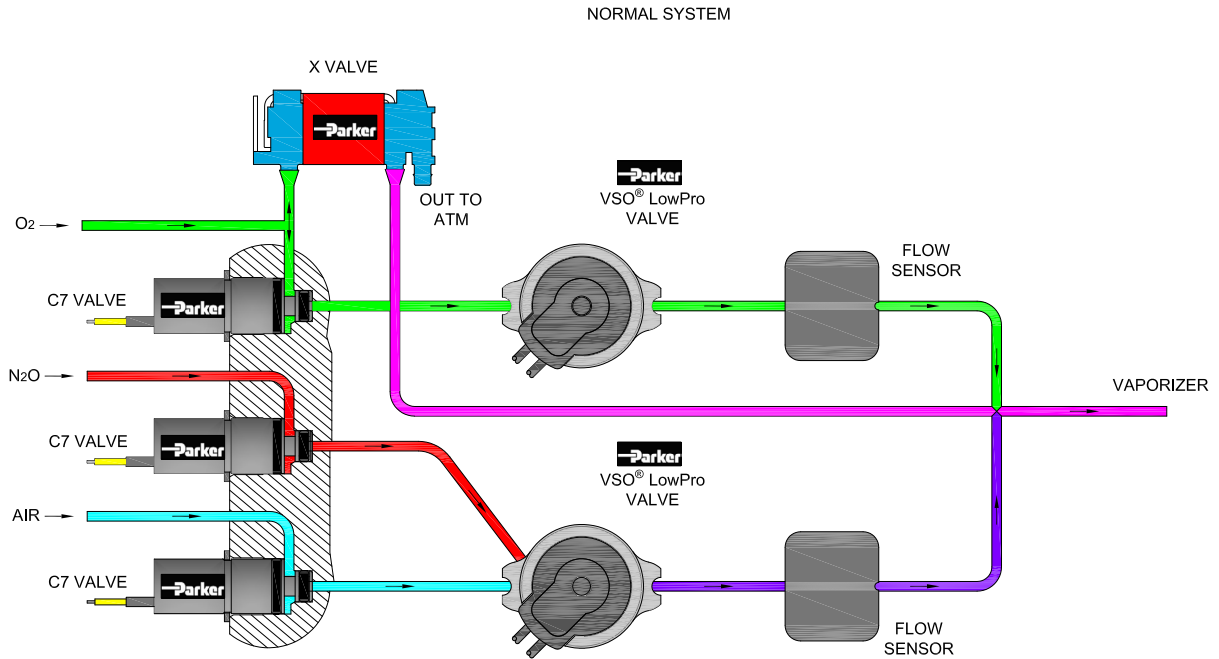 NORMAL SYSTEM
X VALVE
Parker
OUT TO
ATM
Parker
VSO® LowPro
VALVE
O2
FLOW
SENSOR
C7 VALVE
Parker
N2O
VAPORIZER
C7 VALVE
Parker
Parker
VSO® LowPro
VALVE
AIR
C7 VALVE
Parker
FLOW
SENSOR